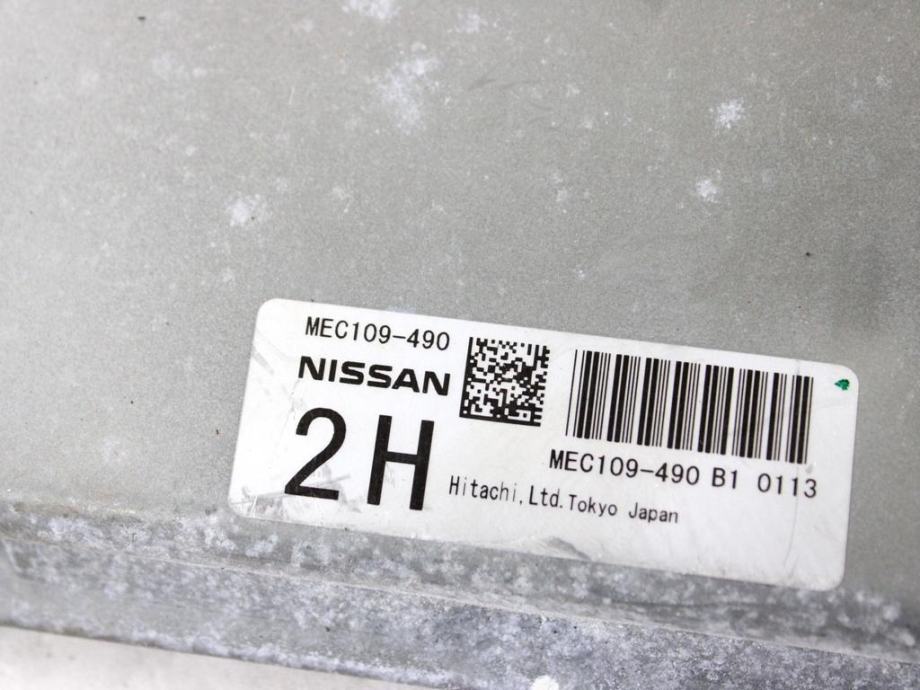 MEC109-490
NISSAN
2H
MEC109-490 B1 0113
Hitachi,Ltd.Tokyo Japan